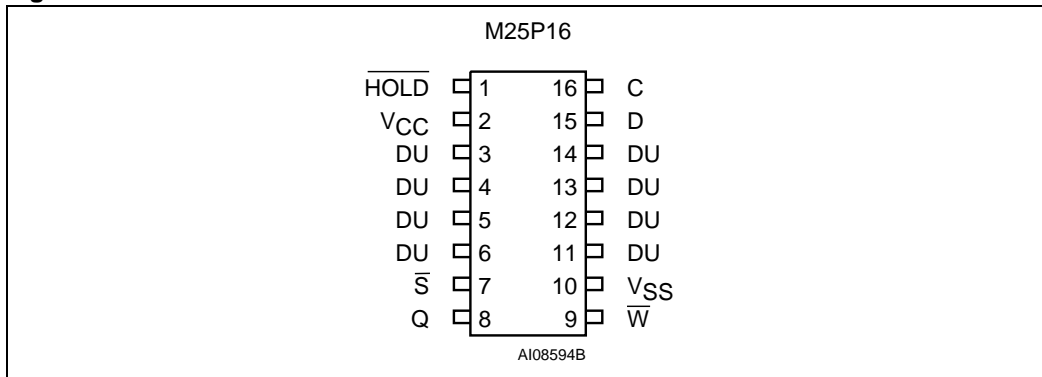 M25P16
H̅O̅L̅D̅ 1 16 C
VCC 2 15 D
DU 3 14 DU
DU 4 13 DU
DU 5 12 DU
DU 6 11 DU
S̅ 7 10 VSS
Q 8 9 W̅
AI08594B